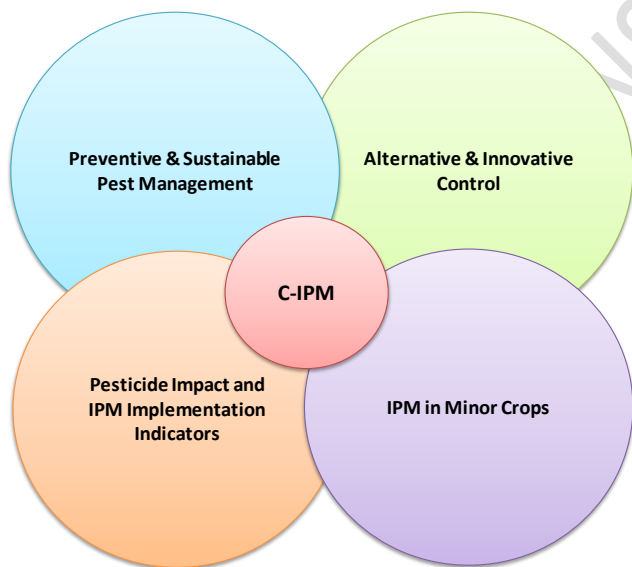 Preventive & Sustainable
Pest Management
Alternative & Innovative
Control
C-IPM
Pesticide Impact and
IPM Implementation
Indicators
IPM in Minor Crops